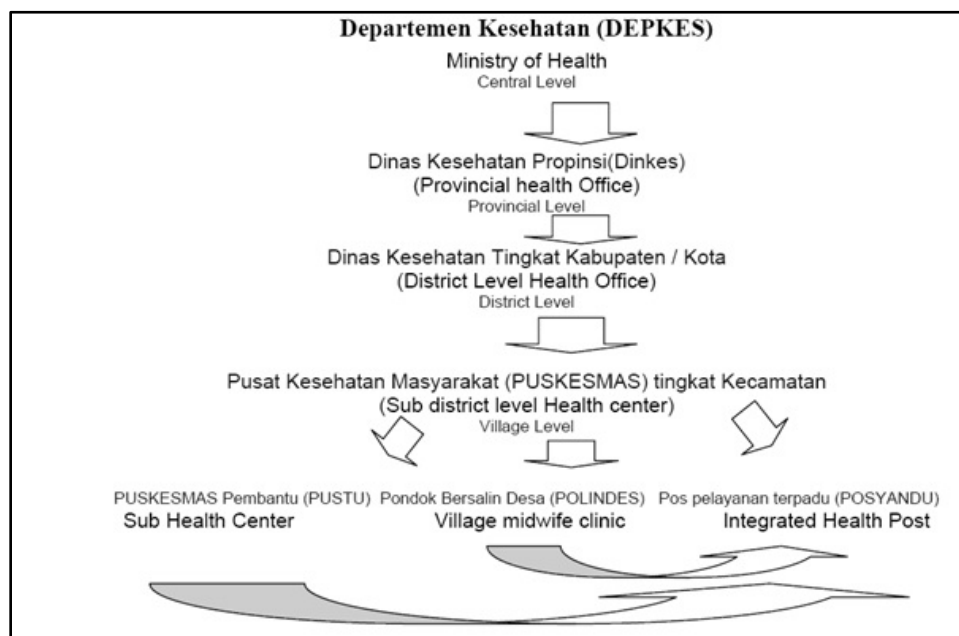 Departemen Kesehatan (DEPKES)
Ministry of Health
Central Level
Dinas Kesehatan Propinsi(Dinkes)
(Provincial health Office)
Provincial Level
Dinas Kesehatan Tingkat Kabupaten / Kota
(District Level Health Office)
District Level
Pusat Kesehatan Masyarakat (PUSKESMAS) tingkat Kecamatan
(Sub district level Health center)
Village Level
PUSKESMAS Pembantu (PUSTU)
Sub Health Center
Pondok Bersalin Desa (POLINDES)
Village midwife clinic
Pos pelayanan terpadu (POSYANDU)
Integrated Health Post